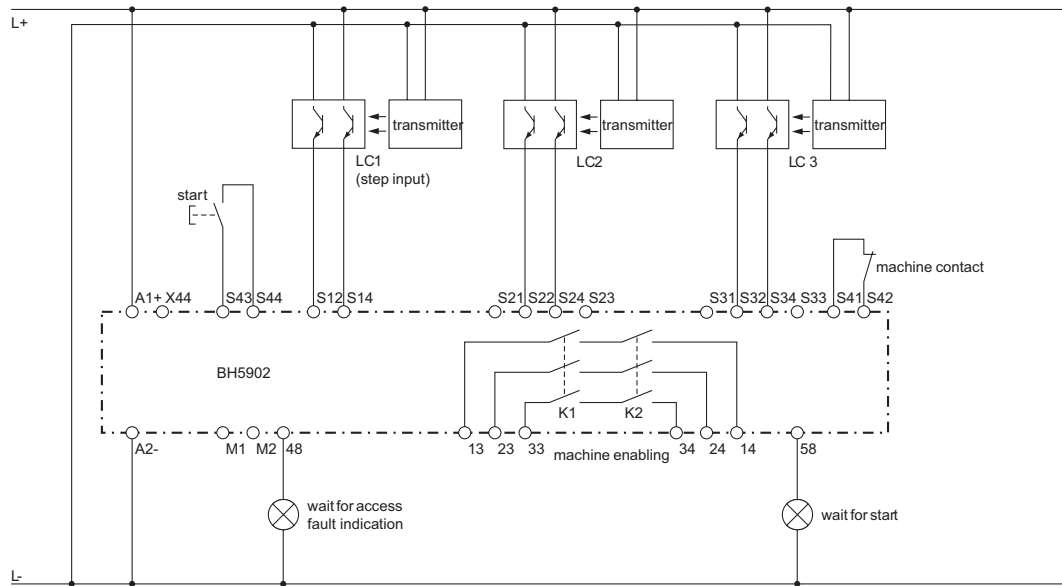 L+
transmitter
transmitter
transmitter
LC1
(step input)
LC2
LC 3
start
machine contact
A1+ X44 S43 S44 S12 S14 S21 S22 S24 S23 S31 S32 S34 S33 S41 S42
BH5902
K1 K2
A2- M1 M2 48 13 23 33 machine enabling 34 24 14 58
wait for access
fault indication
wait for start
L-